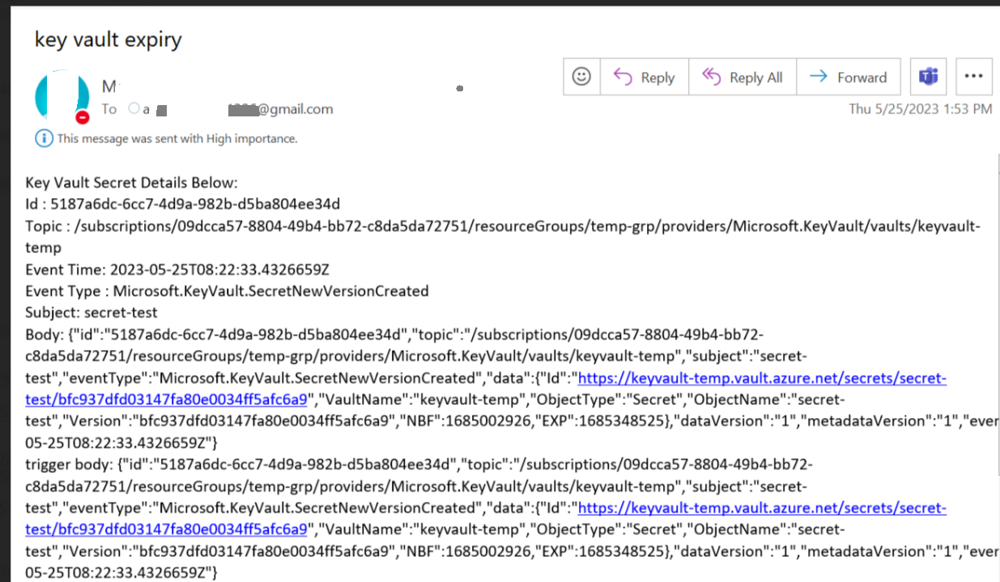 key vault expiry
M
Reply
Reply All
Forward
To a @gmail.com
Thu 5/25/2023 1:53 PM
This message was sent with High importance.
Key Vault Secret Details Below:
Id : 5187a6dc-6cc7-4d9a-982b-d5ba804ee34d
Topic : /subscriptions/09dcca57-8804-49b4-bb72-c8da5da72751/resourceGroups/temp-grp/providers/Microsoft.KeyVault/vaults/keyvault-
temp
Event Time: 2023-05-25T08:22:33.4326659Z
Event Type : Microsoft.KeyVault.SecretNewVersionCreated
Subject: secret-test
Body: {"id":"5187a6dc-6cc7-4d9a-982b-d5ba804ee34d","topic":"/subscriptions/09dcca57-8804-49b4-bb72-
c8da5da72751/resourceGroups/temp-grp/providers/Microsoft.KeyVault/vaults/keyvault-temp","subject":"secret-
test","eventType":"Microsoft.KeyVault.SecretNewVersionCreated","data":{"Id":"https://keyvault-temp.vault.azure.net/secrets/secret-
test/bfc937dfd03147fa80e0034ff5afc6a9","VaultName":"keyvault-temp","ObjectType":"Secret","ObjectName":"secret-
test","Version":"bfc937dfd03147fa80e0034ff5afc6a9","NBF":1685002926,"EXP":1685348525},"dataVersion":"1","metadataVersion":"1","ever
05-25T08:22:33.4326659Z"}
trigger body: {"id":"5187a6dc-6cc7-4d9a-982b-d5ba804ee34d","topic":"/subscriptions/09dcca57-8804-49b4-bb72-
c8da5da72751/resourceGroups/temp-grp/providers/Microsoft.KeyVault/vaults/keyvault-temp","subject":"secret-
test","eventType":"Microsoft.KeyVault.SecretNewVersionCreated","data":{"Id":"https://keyvault-temp.vault.azure.net/secrets/secret-
test/bfc937dfd03147fa80e0034ff5afc6a9","VaultName":"keyvault-temp","ObjectType":"Secret","ObjectName":"secret-
test","Version":"bfc937dfd03147fa80e0034ff5afc6a9","NBF":1685002926,"EXP":1685348525},"dataVersion":"1","metadataVersion":"1","ever
05-25T08:22:33.4326659Z"}